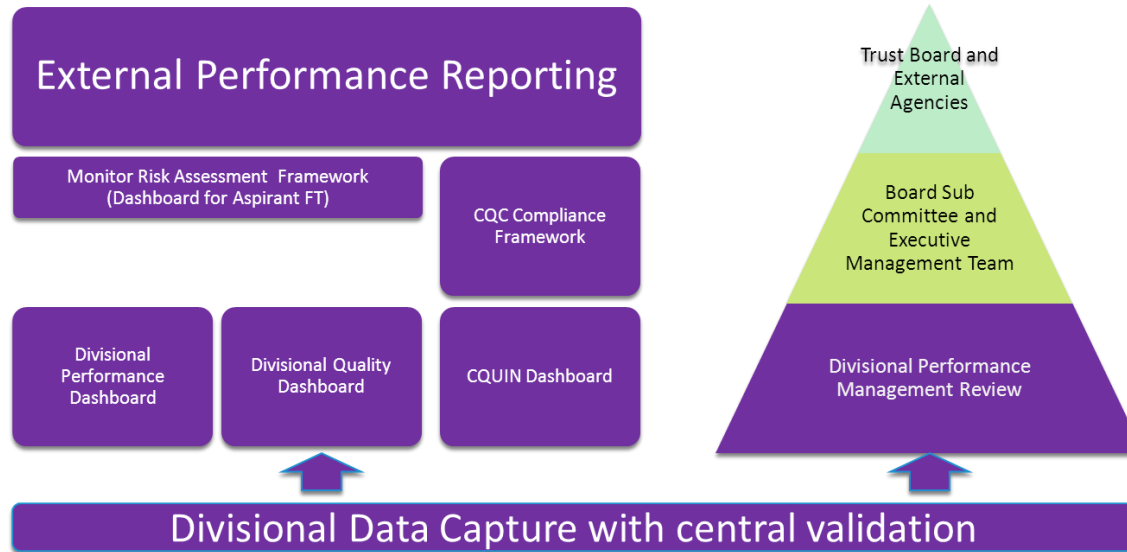 External Performance Reporting
Monitor Risk Assessment Framework
(Dashboard for Aspirant FT)
CQC Compliance
Framework
Divisional
Performance
Dashboard
Divisional Quality
Dashboard
CQUIN Dashboard
Trust Board and
External
Agencies
Board Sub
Committee and
Executive
Management Team
Divisional Performance
Management Review
Divisional Data Capture with central validation